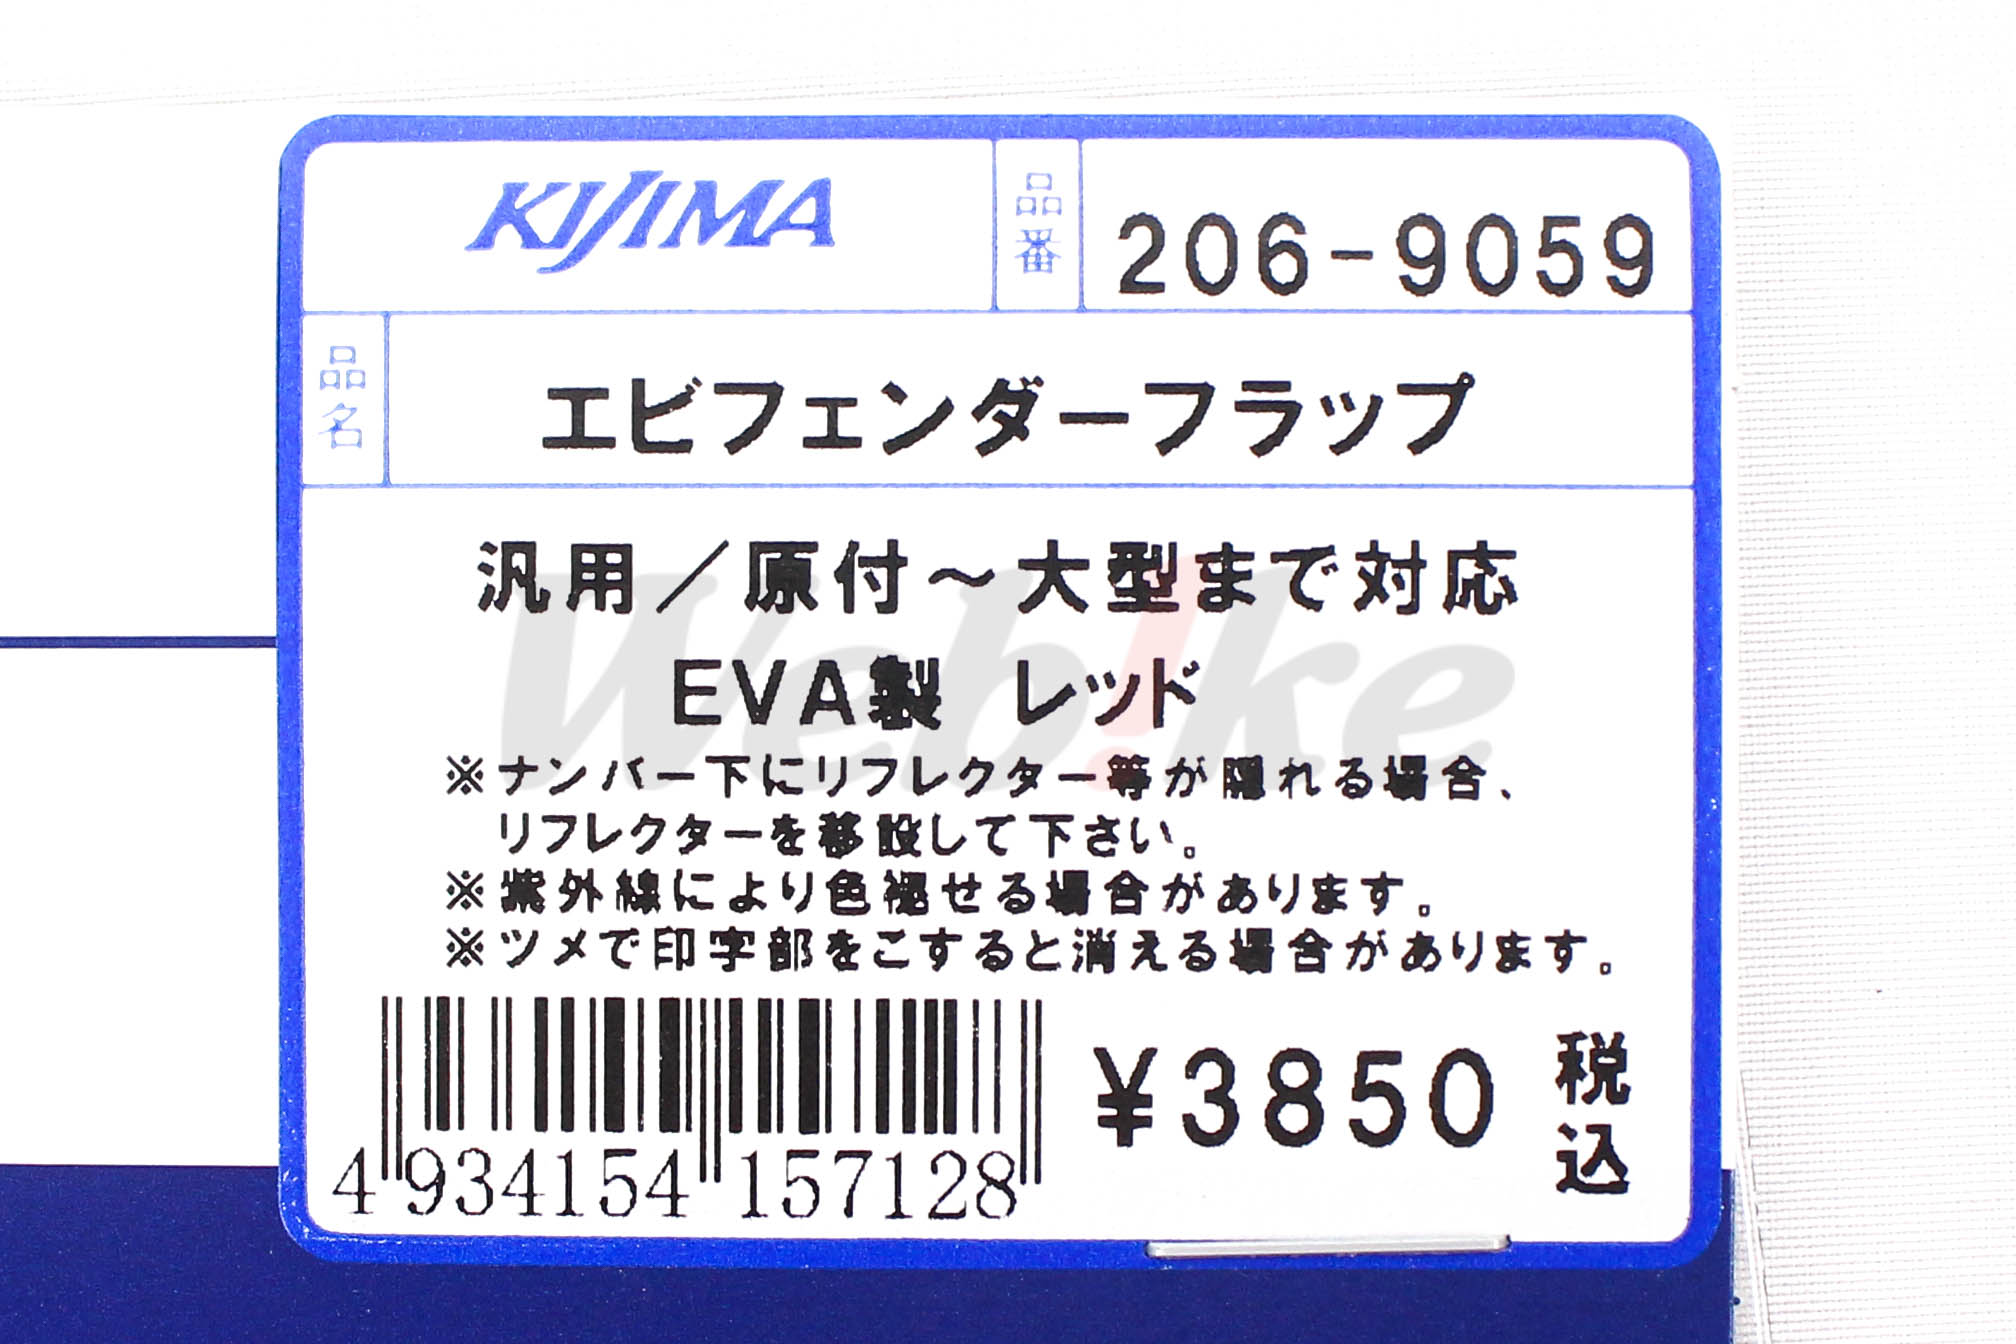 KIJIMA
品番
206-9059
品名
エビフェンダーフラップ
汎用／原付～大型まで対応
EVA製 レッド
※ナンバー下にリフレクター等が隠れる場合、
リフレクターを移設して下さい。
※紫外線により色褪せる場合があります。
※ツメで印字部をこすると消える場合があります。
4934154157128
¥3850
税込
Web!ke